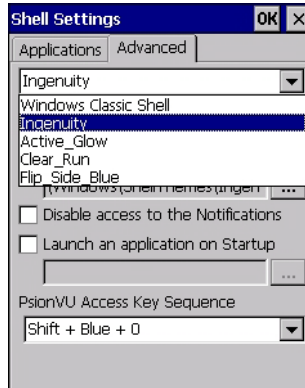 Shell Settings OK ×
Applications Advanced
Ingenuity
Windows Classic Shell
Ingenuity
Active_Glow
Clear_Run
Flip_Side_Blue
...
Disable access to the Notifications
Launch an application on Startup
...
PsionVU Access Key Sequence
Shift + Blue + 0